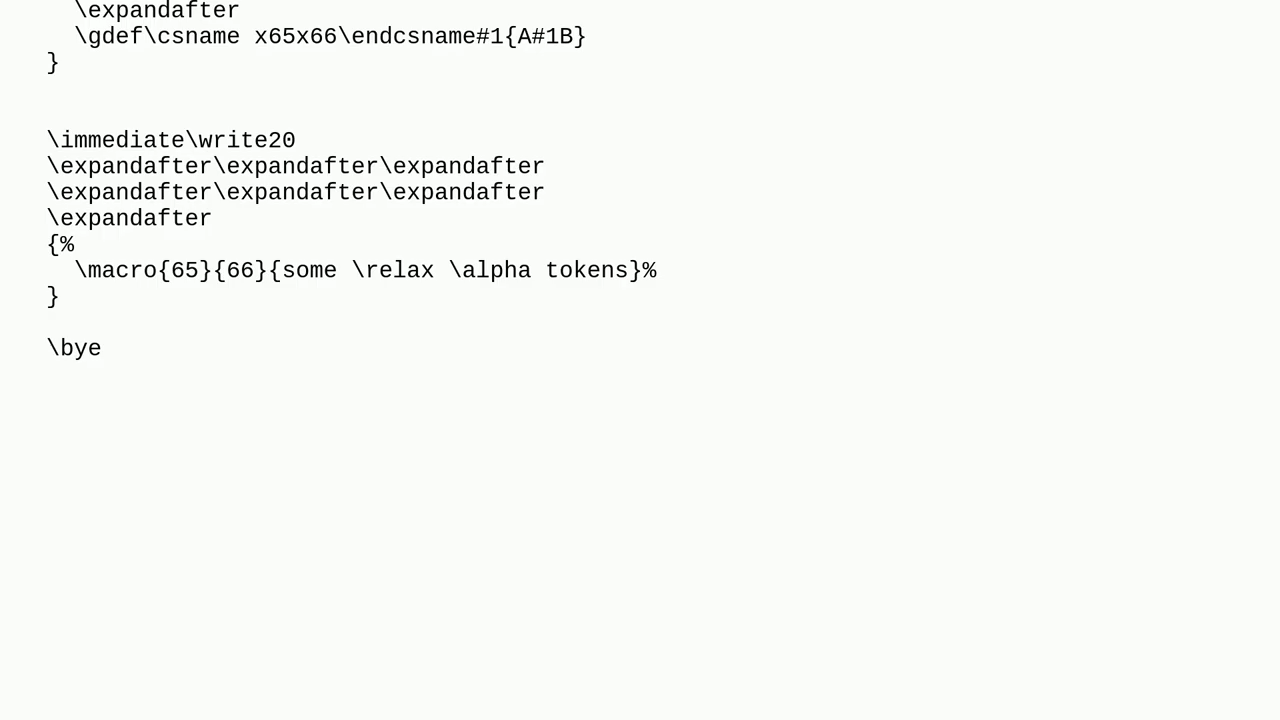 \expandafter
  \gdef\csname x65x66\endcsname#1{A#1B}
}
\immediate\write20
\expandafter\expandafter\expandafter
\expandafter\expandafter\expandafter
\expandafter
{%
  \macro{65}{66}{some \relax \alpha tokens}%
}
\bye